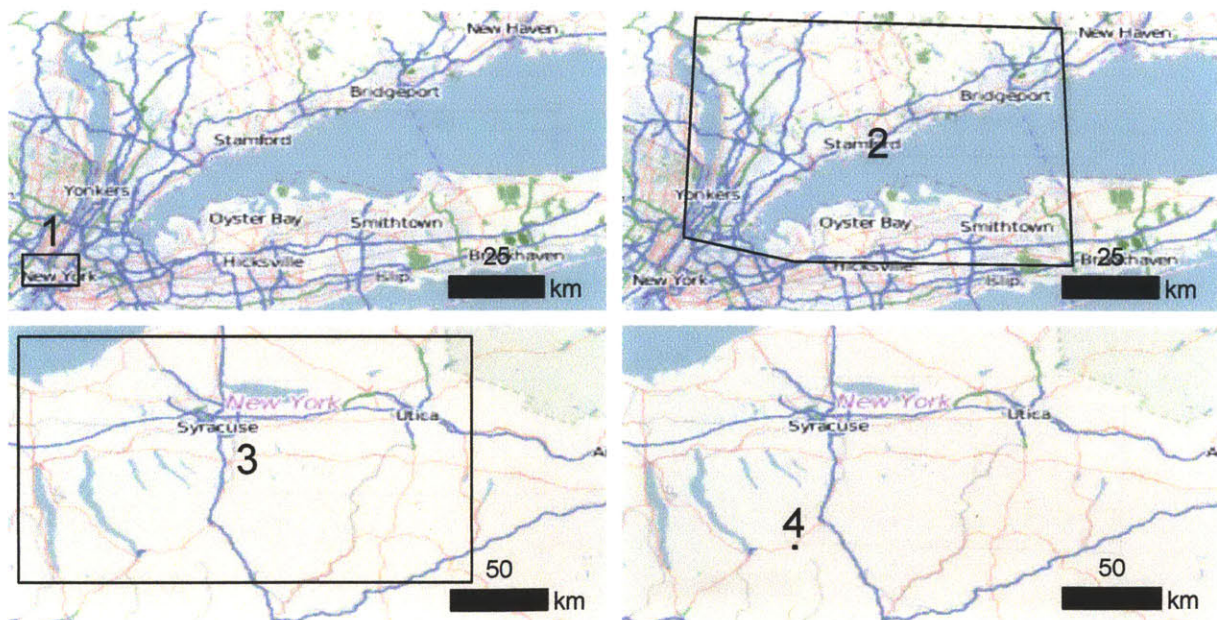 New Haven
Bridgeport
Stamford
Yonkers
1
Oyster Bay
Smithtown
New York
Hicksville
25
Brookhaven
Islip
km
New Haven
Bridgeport
Stamford
2
Yonkers
Oyster Bay
Smithtown
New York
Hicksville
25
Brookhaven
Islip
km
New York
Utica
Syracuse
3
50
km
New York
Utica
Syracuse
4
50
km